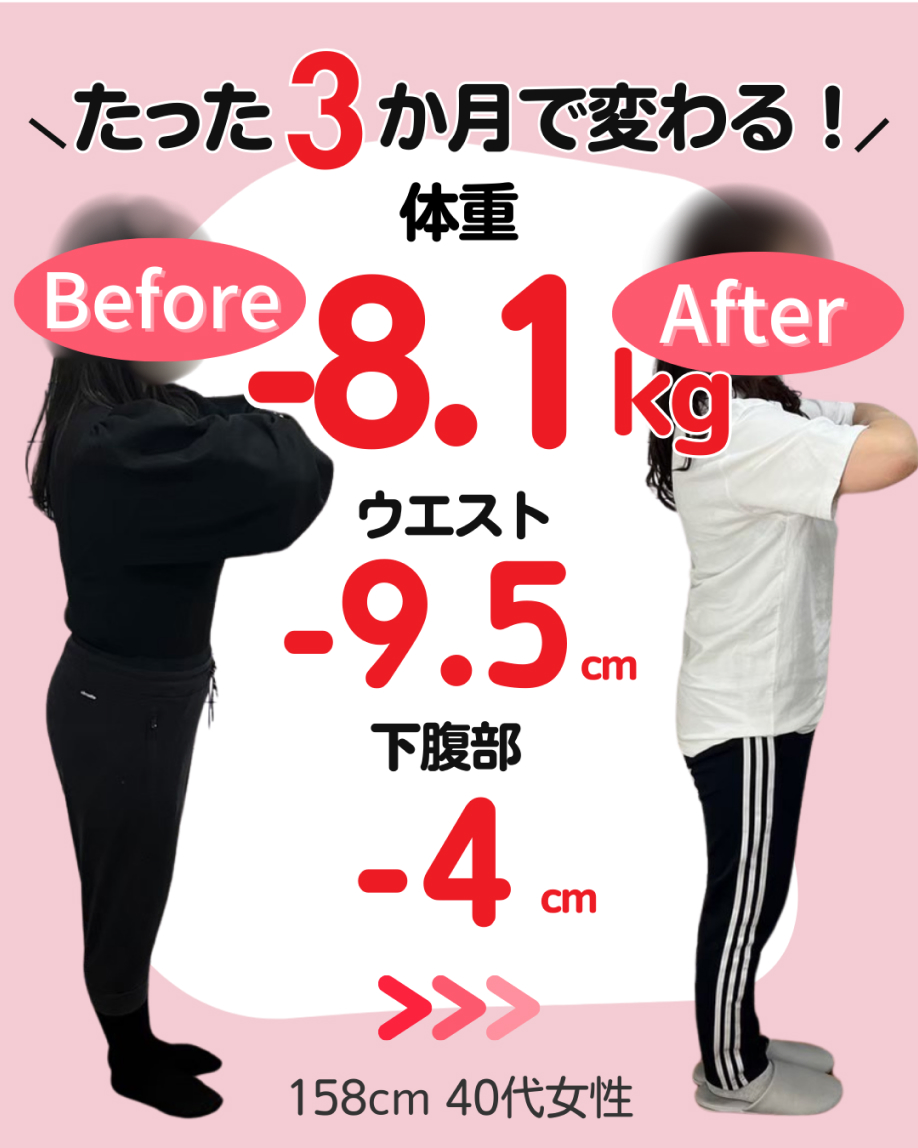 \たった3か月で変わる！/
体重
Before
After
-8.1kg
ウエスト
-9.5cm
下腹部
-4cm
158cm 40代女性